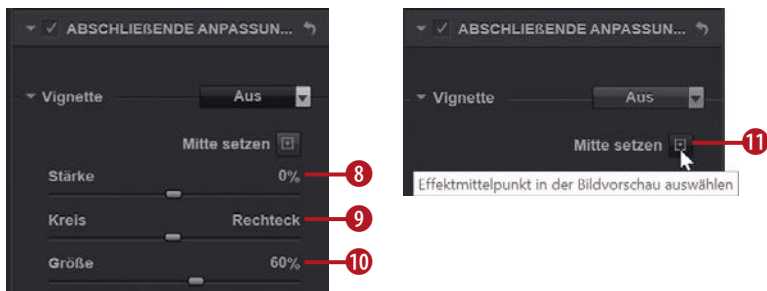 ABSCHLIEßENDE ANPASSUN...
Vignette Aus
Mitte setzen
Stärke 0% 8
Kreis Rechteck 9
Größe 60% 10
ABSCHLIEßENDE ANPASSUN...
Vignette Aus
Mitte setzen 11
Effektmittelpunkt in der Bildvorschau auswählen